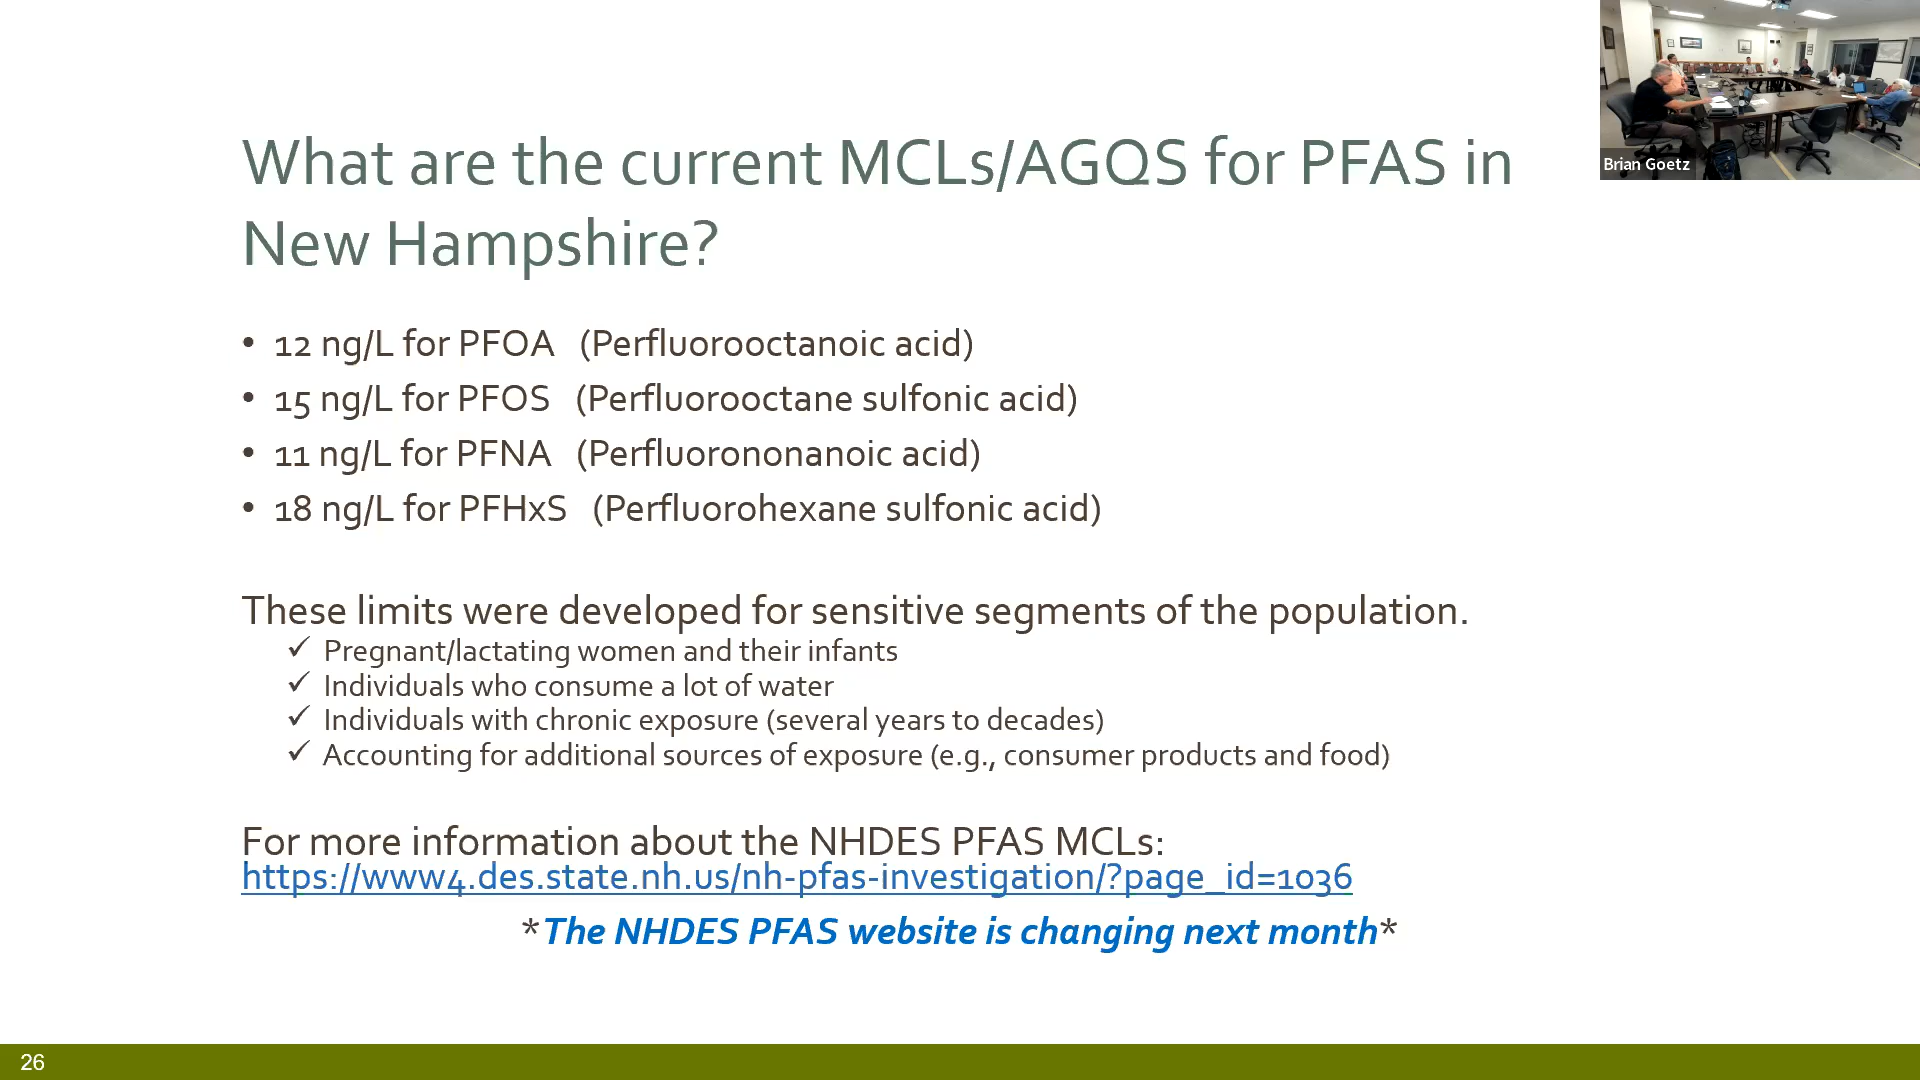 What are the current MCLs/AGQS for PFAS in
New Hampshire?
• 12 ng/L for PFOA (Perfluorooctanoic acid)
• 15 ng/L for PFOS (Perfluorooctane sulfonic acid)
• 11 ng/L for PFNA (Perfluorononanoic acid)
• 18 ng/L for PFHxS (Perfluorohexane sulfonic acid)
These limits were developed for sensitive segments of the population.
✓ Pregnant/lactating women and their infants
✓ Individuals who consume a lot of water
✓ Individuals with chronic exposure (several years to decades)
✓ Accounting for additional sources of exposure (e.g., consumer products and food)
For more information about the NHDES PFAS MCLs:
https://www4.des.state.nh.us/nh-pfas-investigation/?page_id=1036
*The NHDES PFAS website is changing next month*
26
Brian Goetz